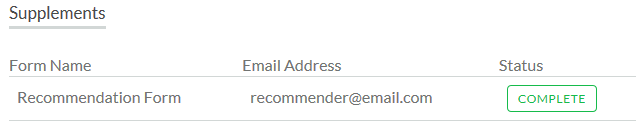 Supplements
Form Name Email Address Status
Recommendation Form recommender@email.com COMPLETE